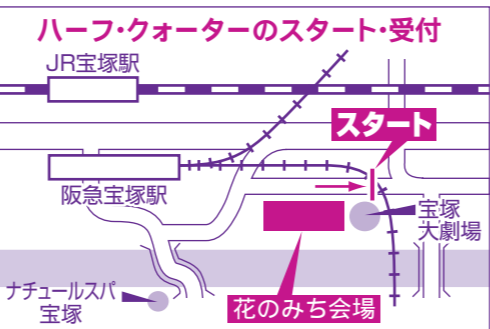 ハーフ・クォーターのスタート・受付
JR宝塚駅
スタート
阪急宝塚駅
宝塚
大劇場
ナチュールスパ
宝塚
花のみち会場